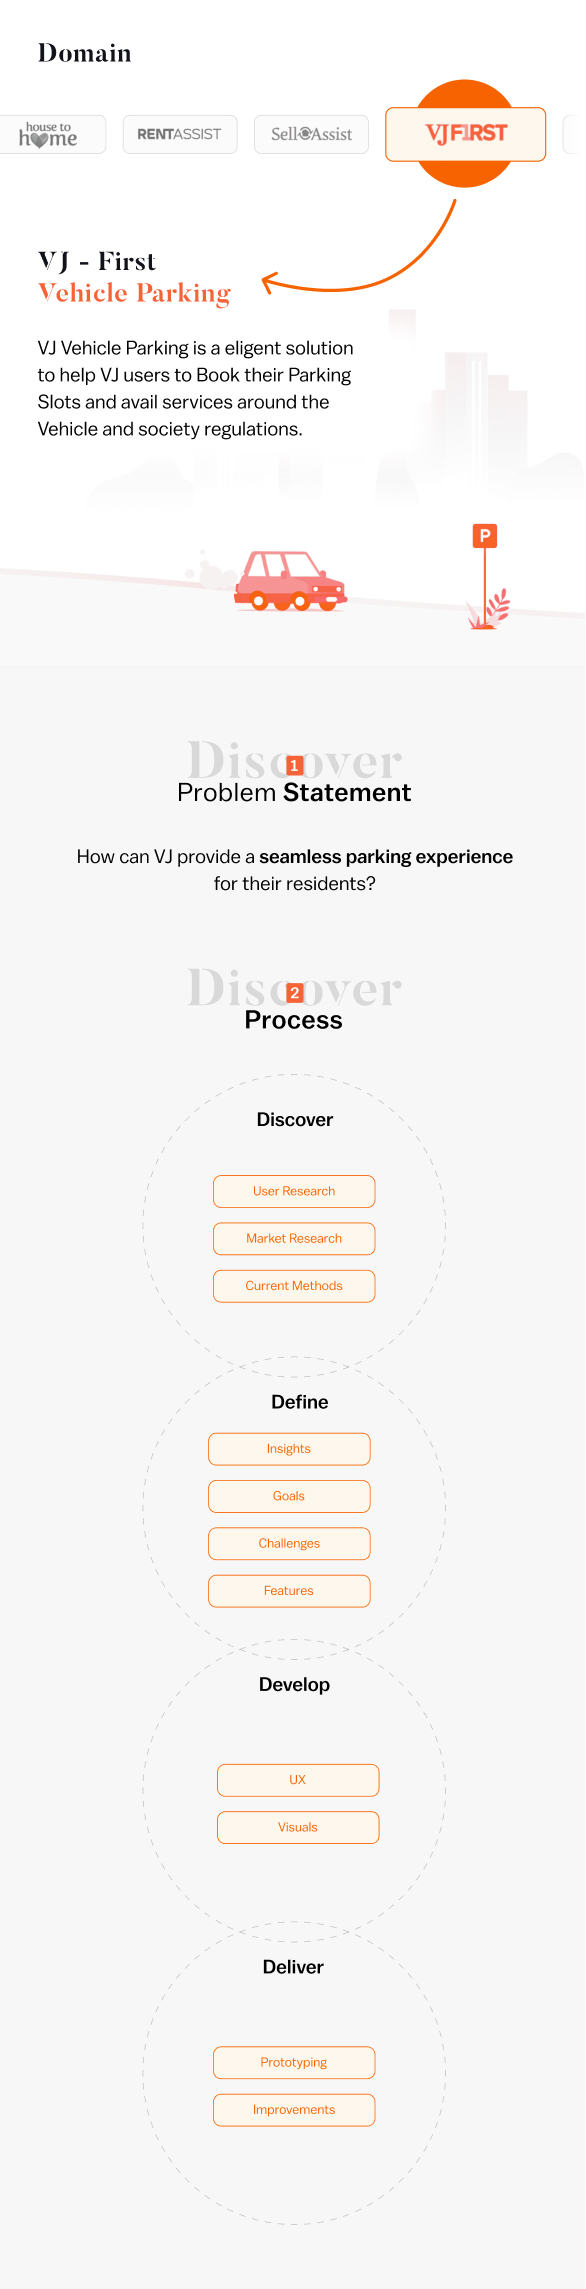 Domain
house to
home
RENTASSIST
Sell Assist
VJF1RST
VJ - First
Vehicle Parking
VJ Vehicle Parking is a eligent solution
to help VJ users to Book their Parking
Slots and avail services around the
Vehicle and society regulations.
P
Discover
1
Problem Statement
How can VJ provide a seamless parking experience
for their residents?
Discover
2
Process
Discover
User Research
Market Research
Current Methods
Define
Insights
Goals
Challenges
Features
Develop
UX
Visuals
Deliver
Prototyping
Improvements